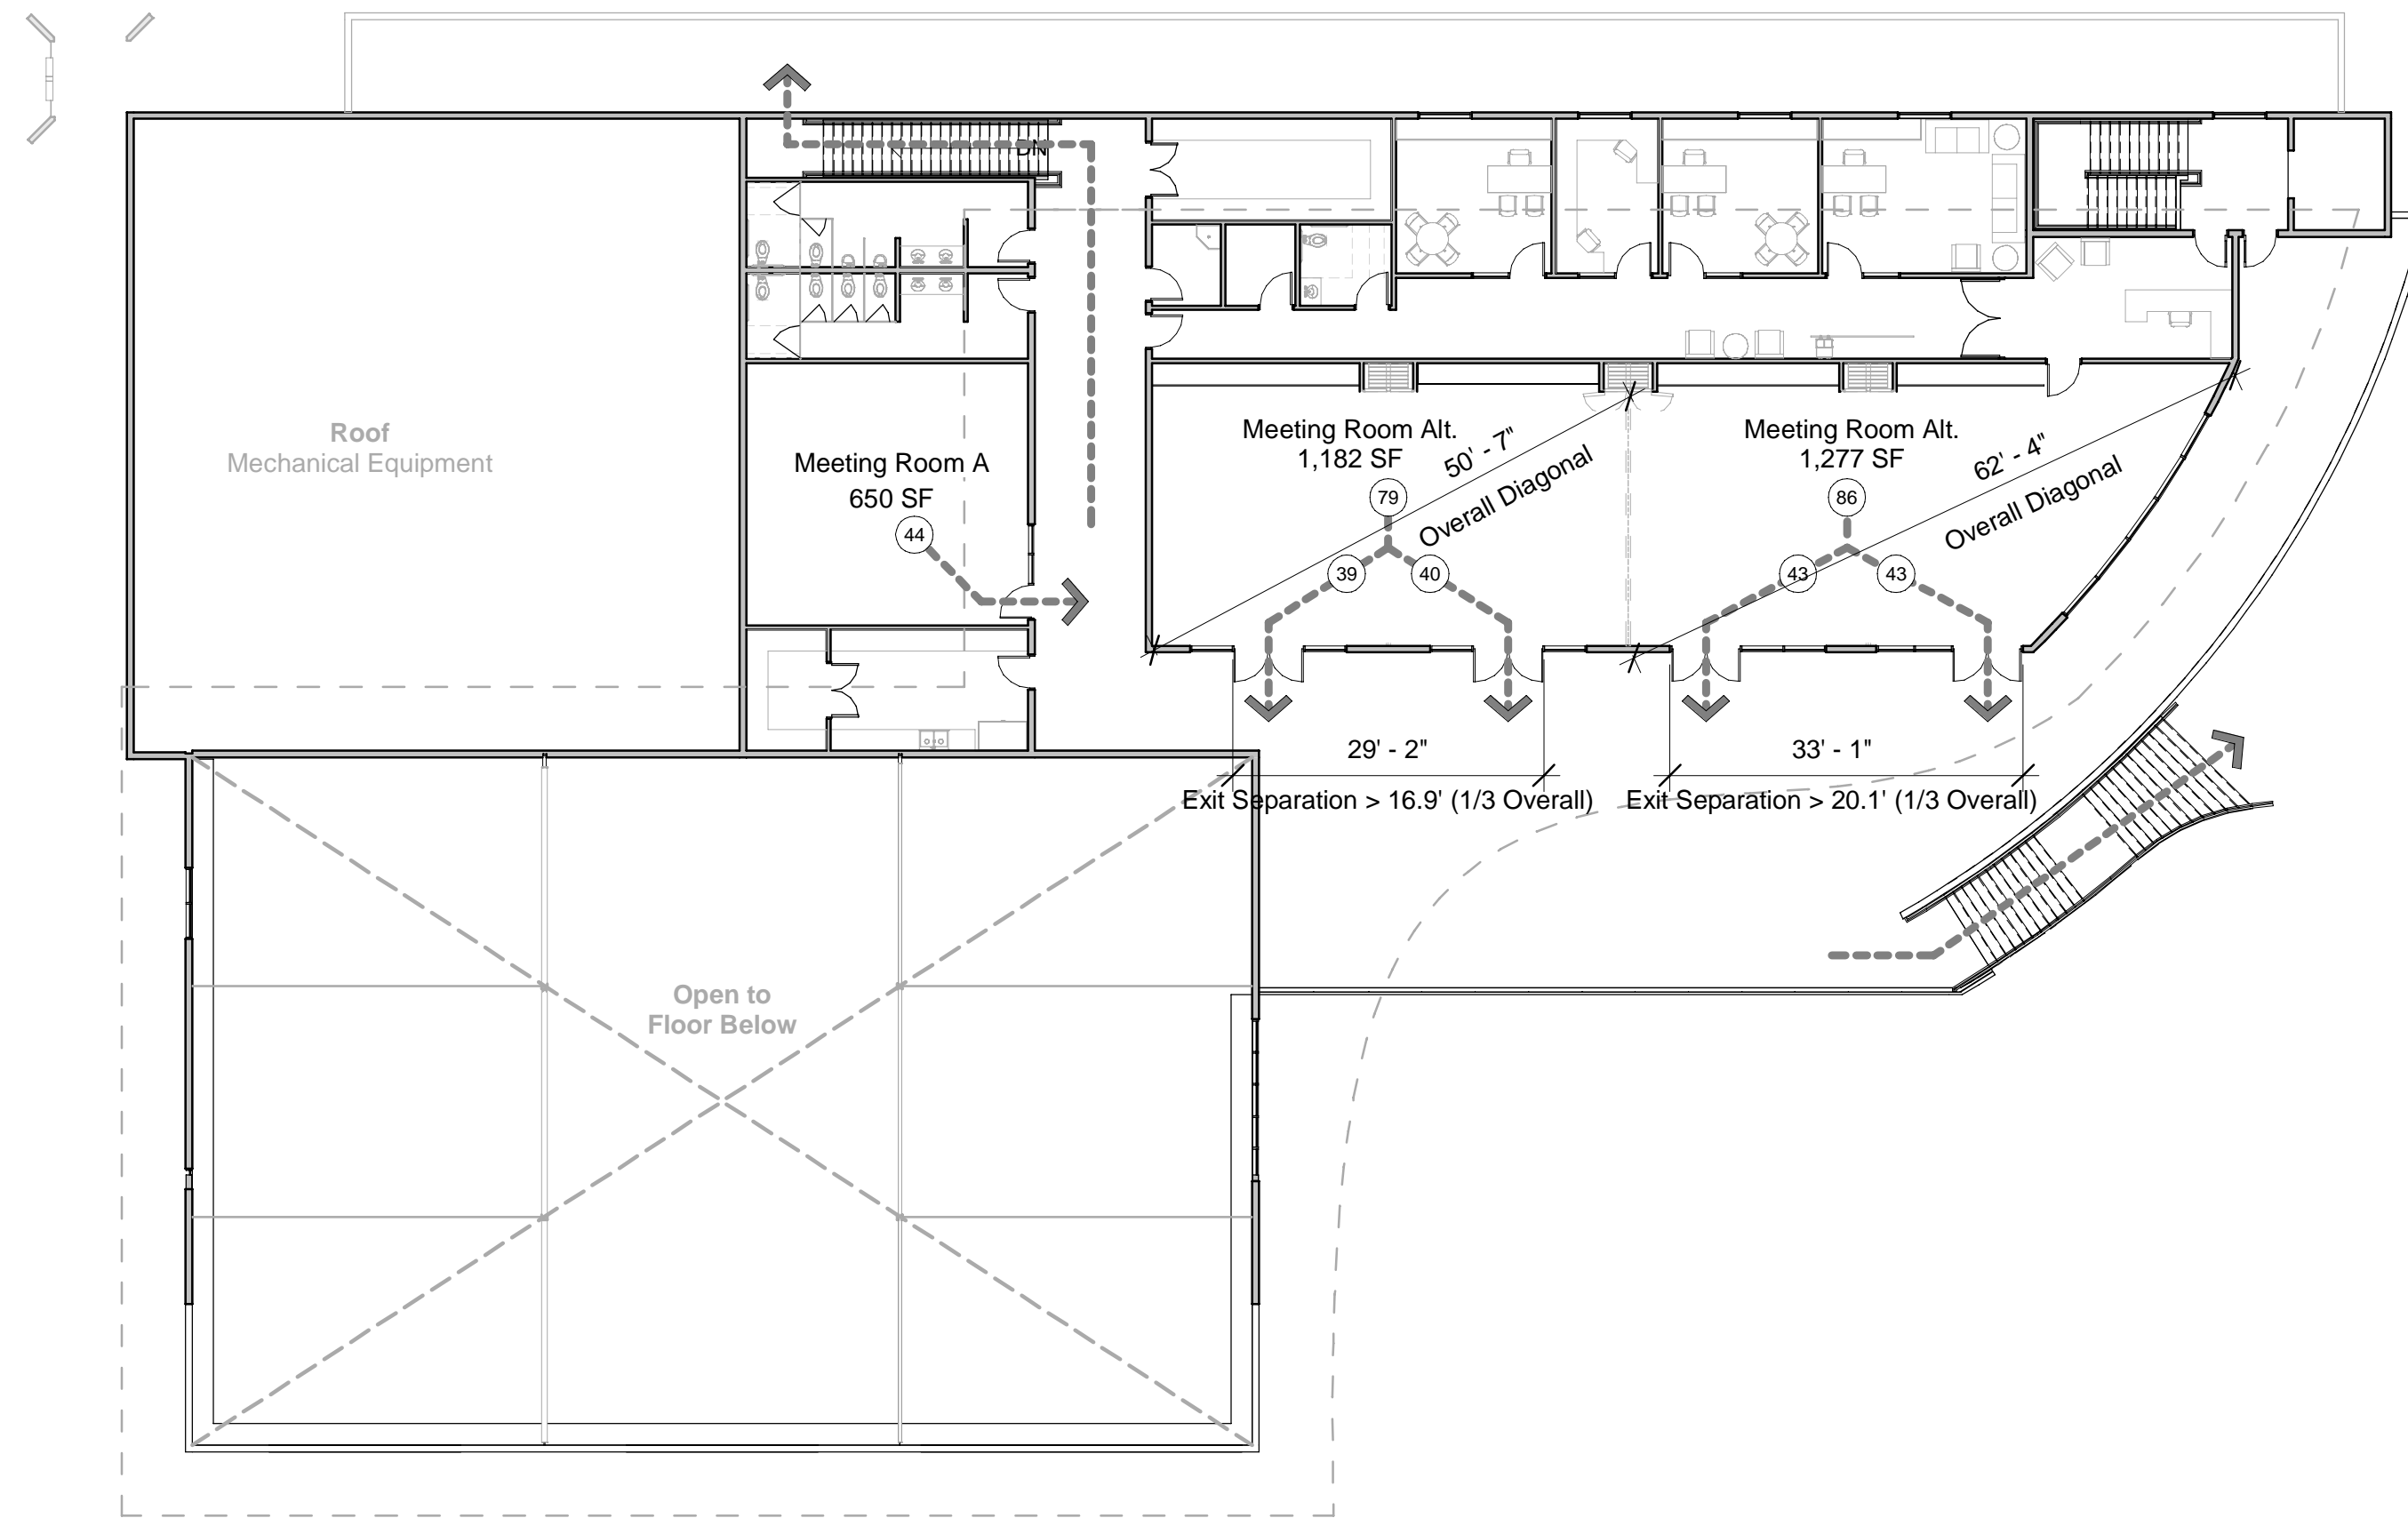 DN
Roof
Mechanical Equipment
Meeting Room A
650 SF
44
Meeting Room Alt.
1,182 SF
79
39
40
50' - 7"
Overall Diagonal
Meeting Room Alt.
1,277 SF
86
43
43
62' - 4"
Overall Diagonal
29' - 2"
Exit Separation > 16.9' (1/3 Overall)
33' - 1"
Exit Separation > 20.1' (1/3 Overall)
Open to
Floor Below